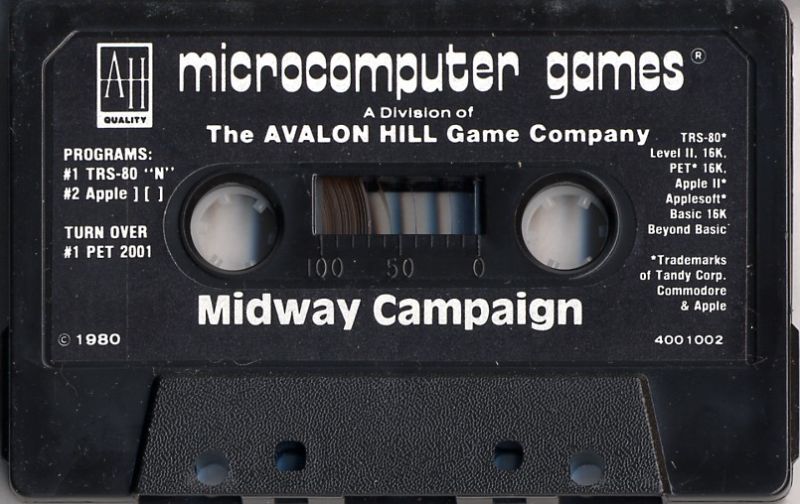 AH
QUALITY
microcomputer games®
A Division of
The AVALON HILL Game Company
PROGRAMS:
#1 TRS-80 "N"
#2 Apple ] [ ]
TURN OVER
#1 PET 2001
TRS-80*
Level II, 16K,
PET* 16K,
Apple II*
Applesoft*
Basic 16K
Beyond Basic
*Trademarks
of Tandy Corp.
Commodore
& Apple
100 50 0
Midway Campaign
© 1980
4001002